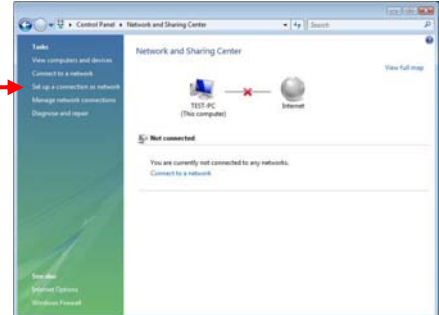 Control Panel ▸ Network and Sharing Center
Search
Tasks
View computers and devices
Connect to a network
Set up a connection or network
Manage network connections
Diagnose and repair
See also
Internet Options
Windows Firewall
Network and Sharing Center
View full map
TEST-PC
(This computer)
Internet
Not connected
You are currently not connected to any networks.
Connect to a network